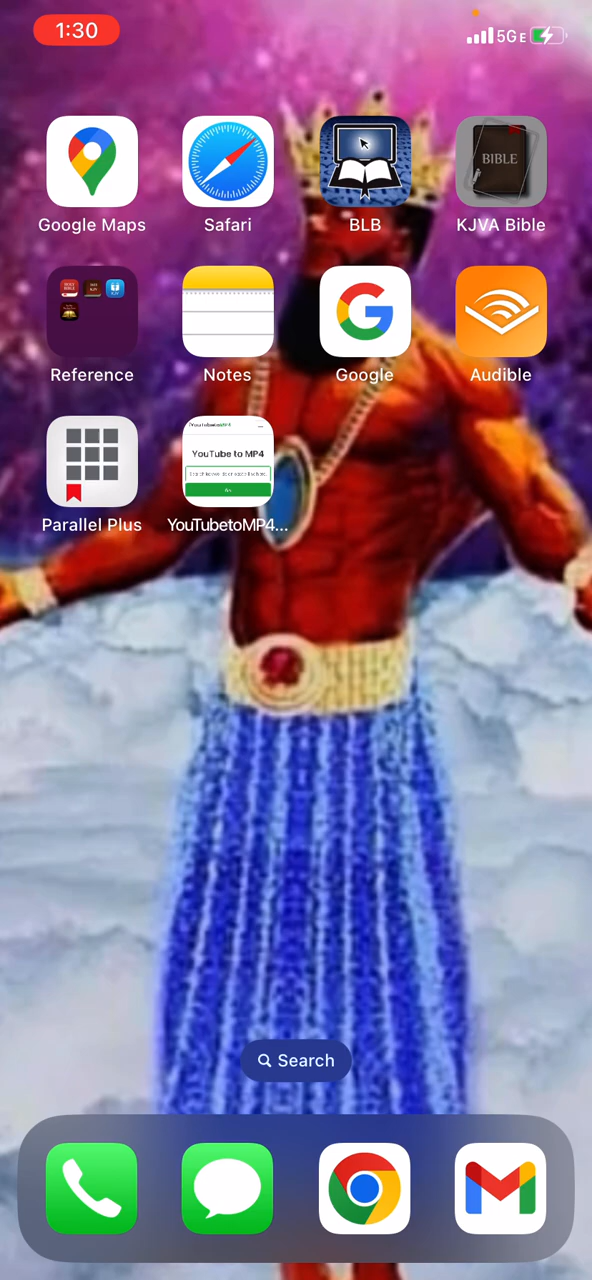 1:30
5G E
Google Maps
Safari
BLB
KJVA Bible
BIBLE
Reference
Notes
Google
Audible
YouTube to MP4
Parallel Plus
YouTubetoMP4...
Search